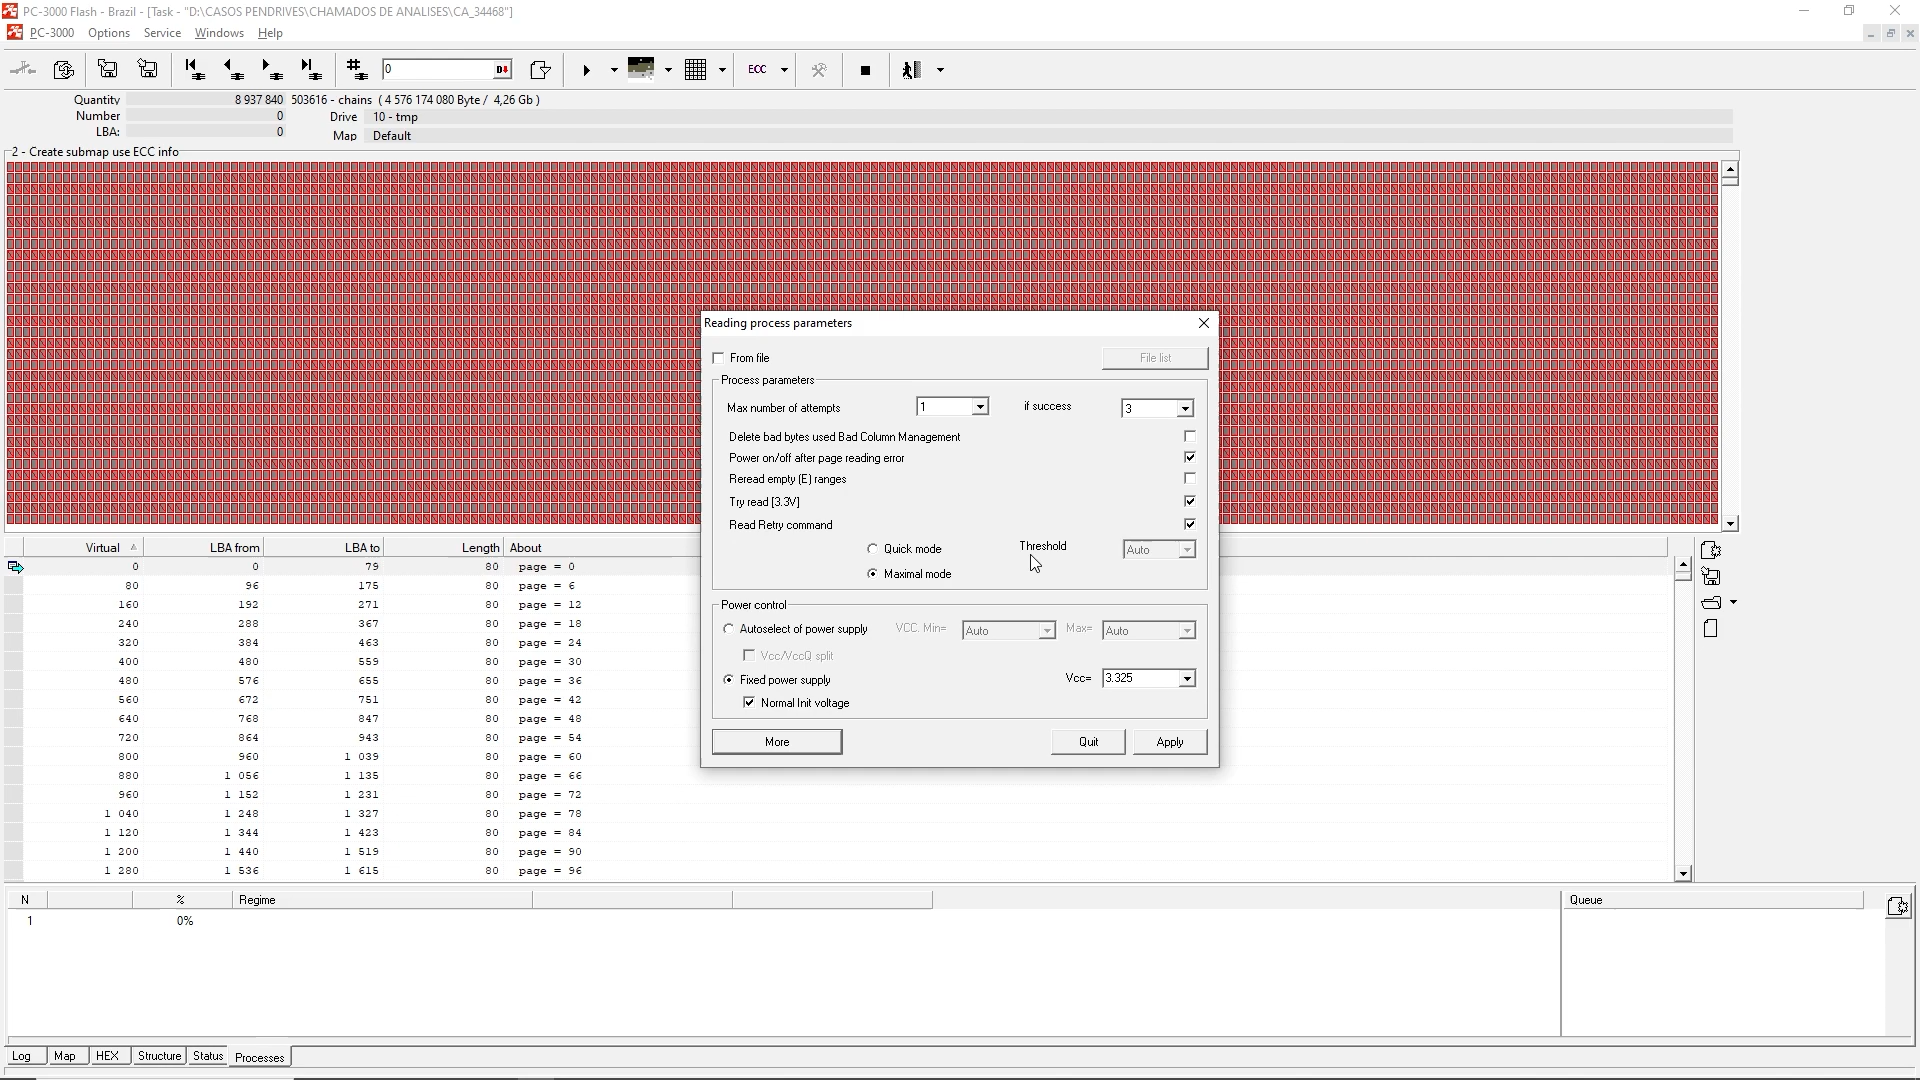 PC-3000 Flash - Brazil - [Task - "D:\CASOS PENDRIVES\CHAMADOS DE ANALISES\CA_34468"]
PC-3000 Options Service Windows Help
0 ECC
Quantity 8 937 840 503616 - chains ( 4 576 174 080 Byte / 4,26 Gb )
Number 0 Drive 10 - tmp
LBA: 0 Map Default
2 - Create submap use ECC info
Reading process parameters
From file File list
Process parameters
Max number of attempts 1 if success 3
Delete bad bytes used Bad Column Management
Power on/off after page reading error
Reread empty (E) ranges
Try read [3.3V]
Read Retry command
Quick mode Threshold Auto
Maximal mode
Power control
Autoselect of power supply VCC. Min= Auto Max= Auto
Vcc/VccQ split
Fixed power supply Vcc= 3.325
Normal Init voltage
More Quit Apply
Virtual LBA from LBA to Length About
0 0 79 80 page = 0
80 96 175 80 page = 6
160 192 271 80 page = 12
240 288 367 80 page = 18
320 384 463 80 page = 24
400 480 559 80 page = 30
480 576 655 80 page = 36
560 672 751 80 page = 42
640 768 847 80 page = 48
720 864 943 80 page = 54
800 960 1 039 80 page = 60
880 1 056 1 135 80 page = 66
960 1 152 1 231 80 page = 72
1 040 1 248 1 327 80 page = 78
1 120 1 344 1 423 80 page = 84
1 200 1 440 1 519 80 page = 90
1 280 1 536 1 615 80 page = 96
N % Regime Queue
1 0%
Log Map HEX Structure Status Processes